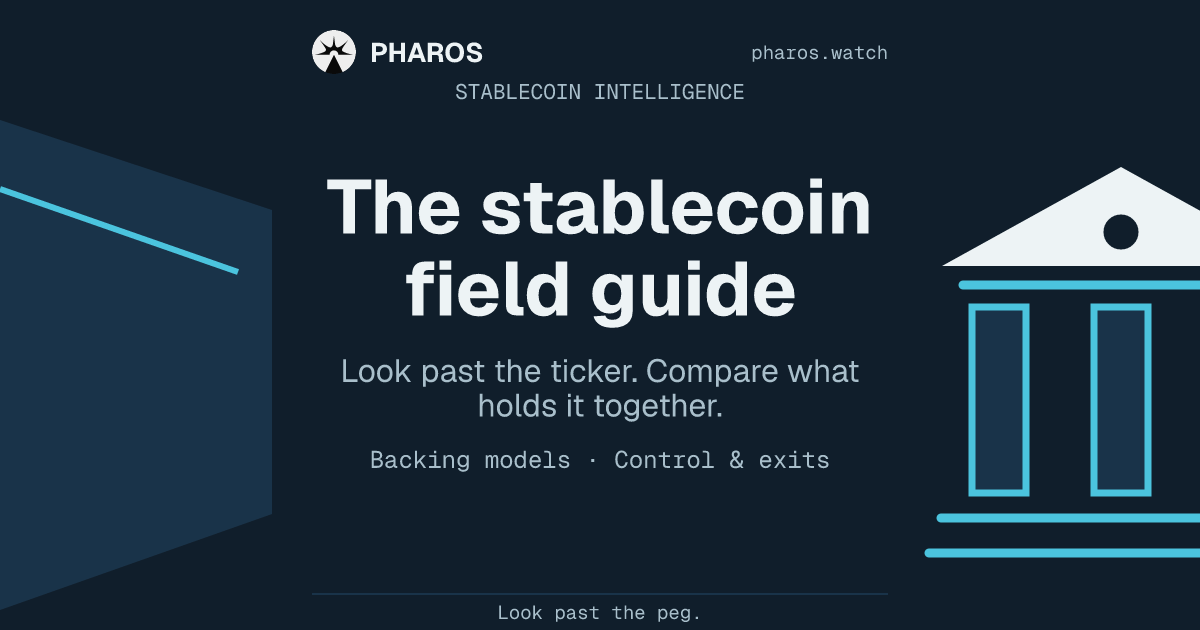 PHAROS
pharos.watch
STABLECOIN INTELLIGENCE
The stablecoin
field guide
Look past the ticker. Compare what
holds it together.
Backing models · Control & exits
Look past the peg.